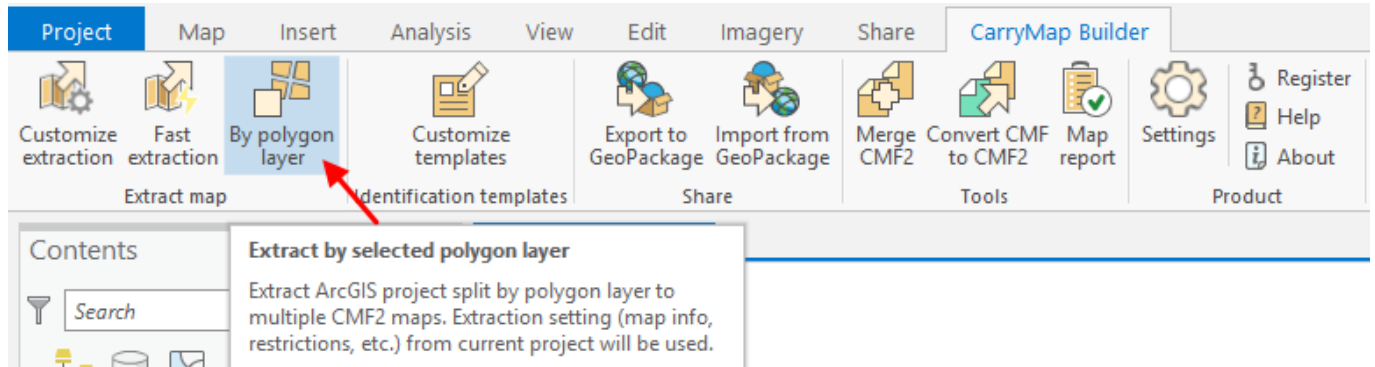 Project Map Insert Analysis View Edit Imagery Share CarryMap Builder
Customize extraction
Fast extraction
By polygon layer
Extract map
Customize templates
Identification templates
Export to GeoPackage
Import from GeoPackage
Share
Merge CMF2
Convert CMF to CMF2
Map report
Tools
Settings
Register
Help
About
Product
Contents
Search
Extract by selected polygon layer
Extract ArcGIS project split by polygon layer to
multiple CMF2 maps. Extraction setting (map info,
restrictions, etc.) from current project will be used.